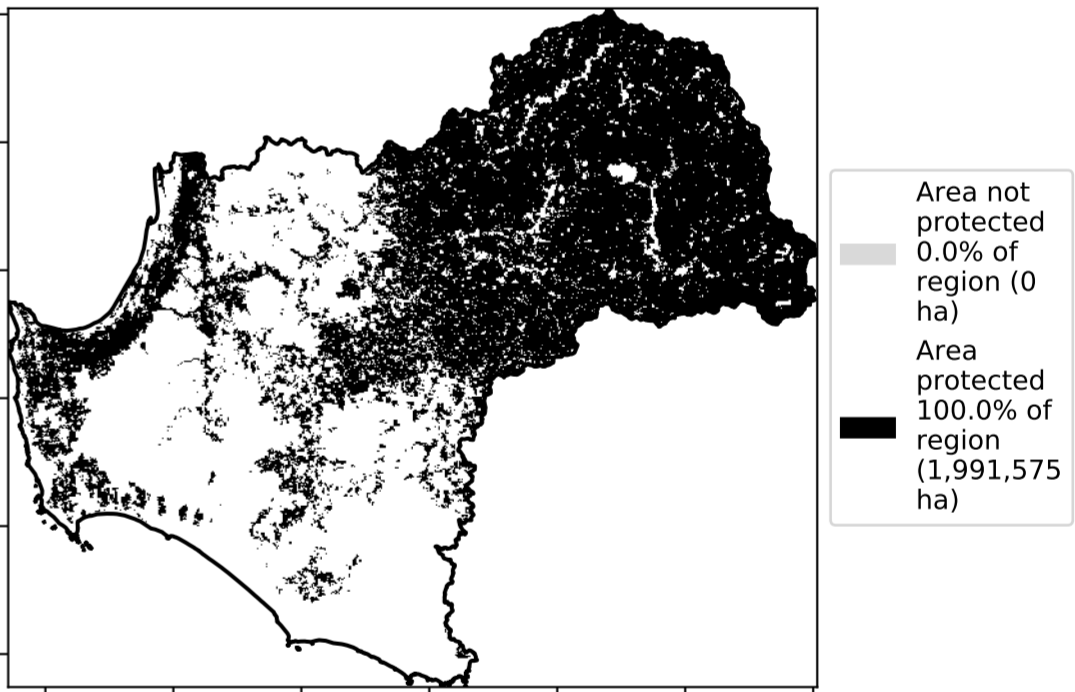 Area not
protected
0.0% of
region (0
ha)
Area
protected
100.0% of
region
(1,991,575
ha)